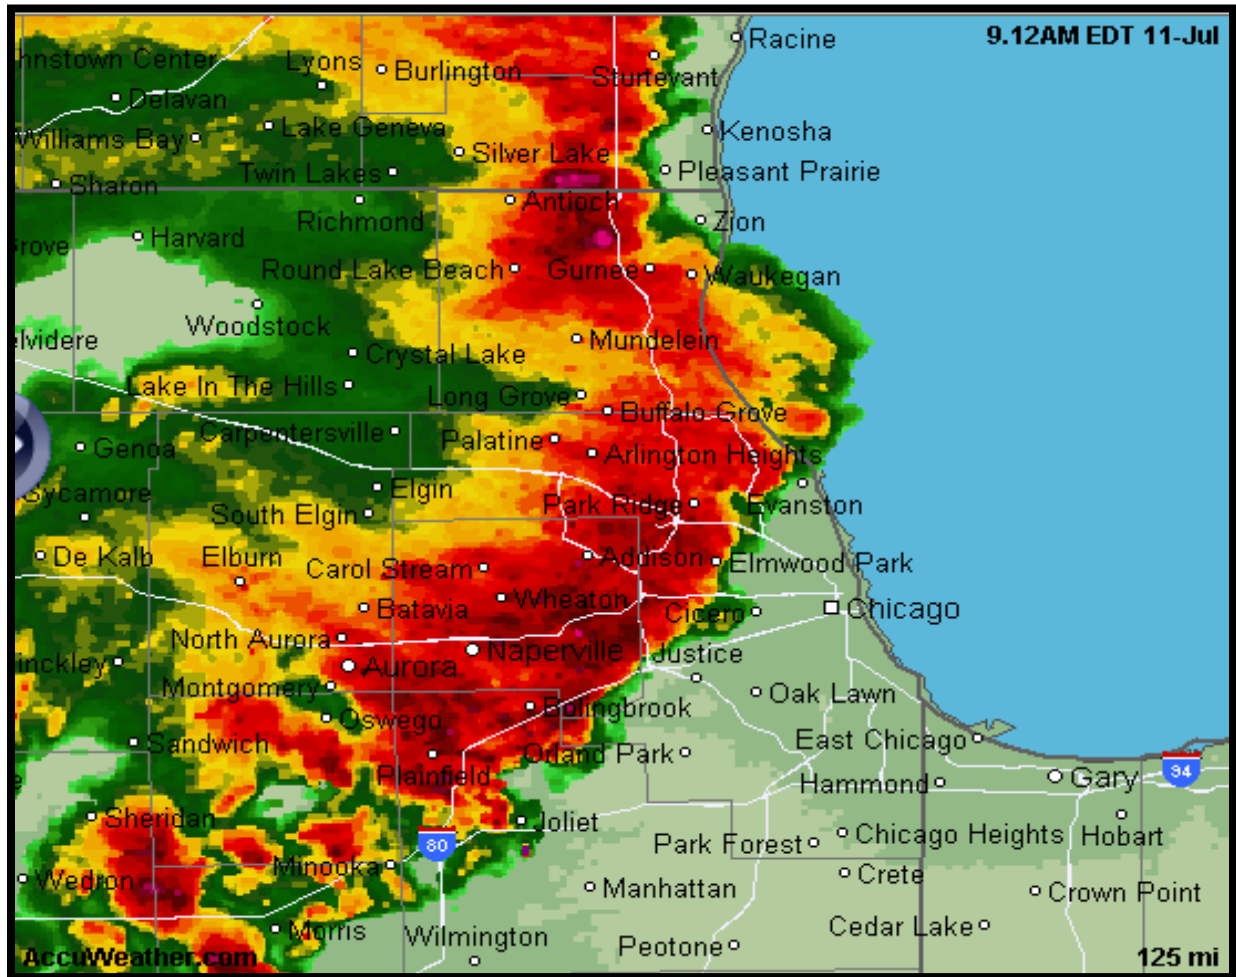 Racine
9.12AM EDT 11-Jul
hnstown Center
Lyons
Burlington
Sturtevant
Delavan
Lake Geneva
Kenosha
Williams Bay
Silver Lake
Twin Lakes
Pleasant Prairie
Sharon
Antioch
Richmond
Zion
Harvard
rove
Round Lake Beach
Gurnee
Waukegan
Woodstock
elvidere
Mundelein
Crystal Lake
Lake In The Hills
Long Grove
Buffalo Grove
Carpentersville
Palatine
Genoa
Arlington Heights
Elgin
Sycamore
Park Ridge
Evanston
South Elgin
De Kalb
Elburn
Addison
Elmwood Park
Carol Stream
Wheaton
Batavia
Cicero
Chicago
North Aurora
Naperville
Justice
inckley
Aurora
Montgomery
Oak Lawn
Bolingbrook
Oswego
Sandwich
Orland Park
East Chicago
94
Plainfield
Hammond
Gary
Sheridan
Joliet
Chicago Heights
Hobart
80
Park Forest
Minooka
Wedron
Manhattan
Crete
Crown Point
Morris
Wilmington
Cedar Lake
Peotone
AccuWeather.com
125 mi